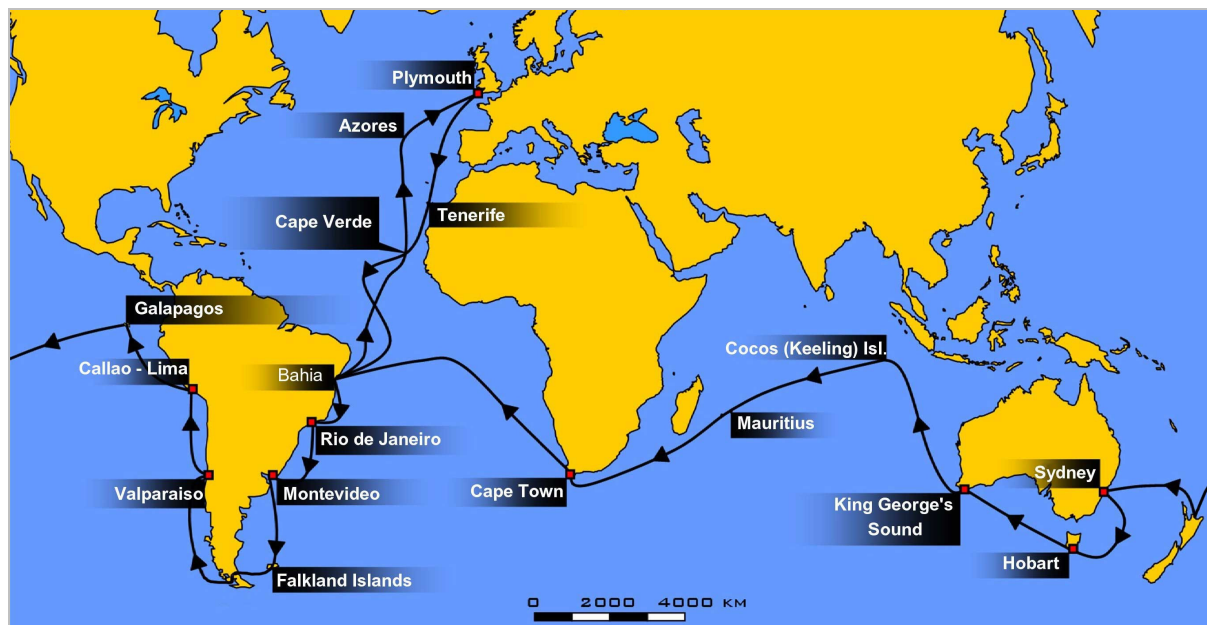 Plymouth
Azores
Cape Verde
Tenerife
Galapagos
Callao - Lima
Bahia
Cocos (Keeling) Isl.
Mauritius
Rio de Janeiro
Valparaiso
Montevideo
Cape Town
Sydney
King George's
Sound
Hobart
Falkland Islands
0 2000 4000 KM